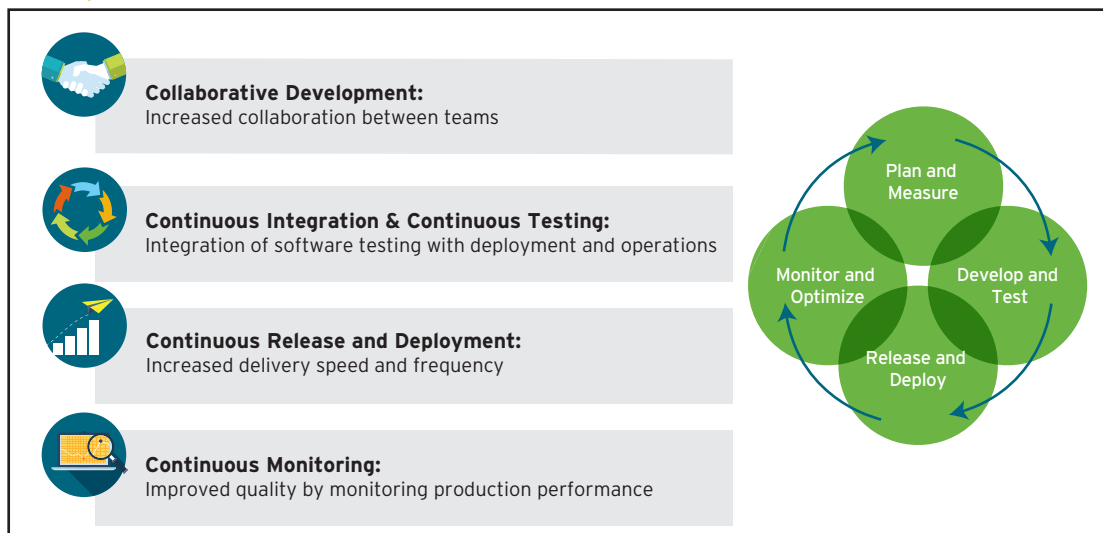 Collaborative Development:
Increased collaboration between teams
Continuous Integration & Continuous Testing:
Integration of software testing with deployment and operations
Continuous Release and Deployment:
Increased delivery speed and frequency
Continuous Monitoring:
Improved quality by monitoring production performance
Plan and
Measure
Develop and
Test
Release and
Deploy
Monitor and
Optimize